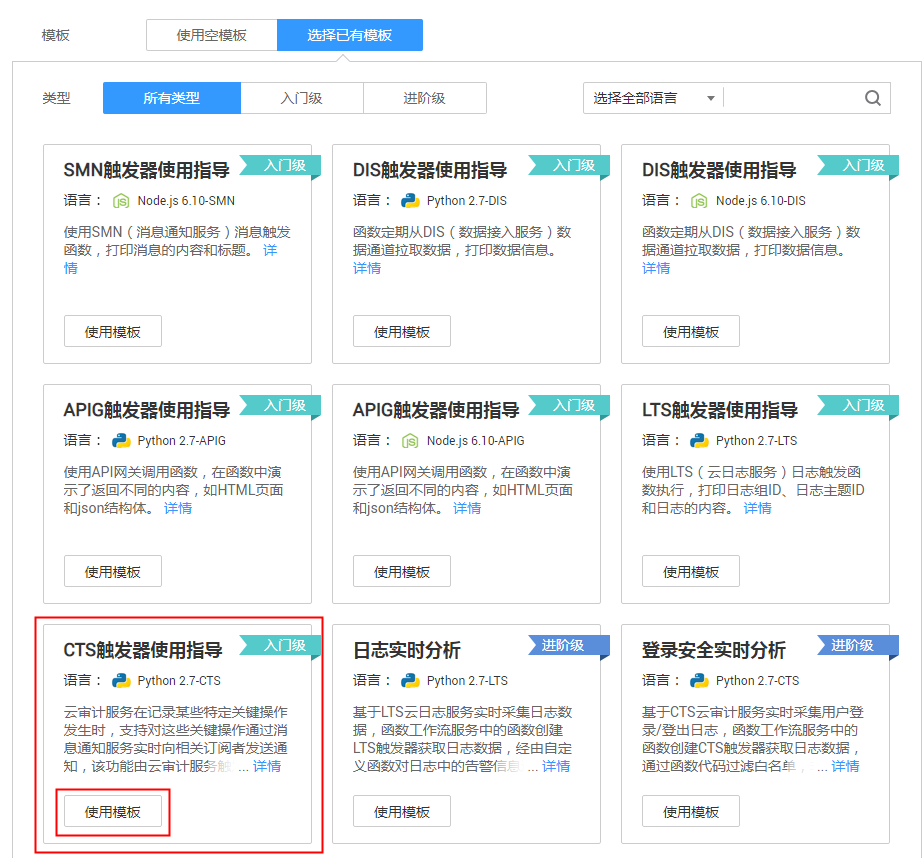 模板
使用空模板
选择已有模板
类型
所有类型
入门级
进阶级
选择全部语言
SMN触发器使用指导
入门级
语言： Node.js 6.10-SMN
使用SMN（消息通知服务）消息触发
函数，打印消息的内容和标题。 详
情
使用模板
DIS触发器使用指导
入门级
语言： Python 2.7-DIS
函数定期从DIS（数据接入服务）数
据通道拉取数据，打印数据信息。
详情
使用模板
DIS触发器使用指导
入门级
语言： Node.js 6.10-DIS
函数定期从DIS（数据接入服务）数
据通道拉取数据，打印数据信息。
详情
使用模板
APIG触发器使用指导
入门级
语言： Python 2.7-APIG
使用API网关调用函数，在函数中演
示了返回不同的内容，如HTML页面
和json结构体。 详情
使用模板
APIG触发器使用指导
入门级
语言： Node.js 6.10-APIG
使用API网关调用函数，在函数中演
示了返回不同的内容，如HTML页面
和json结构体。 详情
使用模板
LTS触发器使用指导
入门级
语言： Python 2.7-LTS
使用LTS（云日志服务）日志触发函
数执行，打印日志组ID、日志主题ID
和日志的内容。 详情
使用模板
CTS触发器使用指导
入门级
语言： Python 2.7-CTS
云审计服务在记录某些特定关键操作
发生时，支持对这些关键操作通过消
息通知服务实时向相关订阅者发送通
知，该功能由云审计服务触... 详情
使用模板
日志实时分析
进阶级
语言： Python 2.7-LTS
基于LTS云日志服务实时采集日志数
据，函数工作流服务中的函数创建
LTS触发器获取日志数据，经由自定
义函数对日志中的告警信息... 详情
使用模板
登录安全实时分析
进阶级
语言： Python 2.7-CTS
基于CTS云审计服务实时采集用户登
录/登出日志，函数工作流服务中的
函数创建CTS触发器获取日志数据，
通过函数代码过滤白名单，... 详情
使用模板